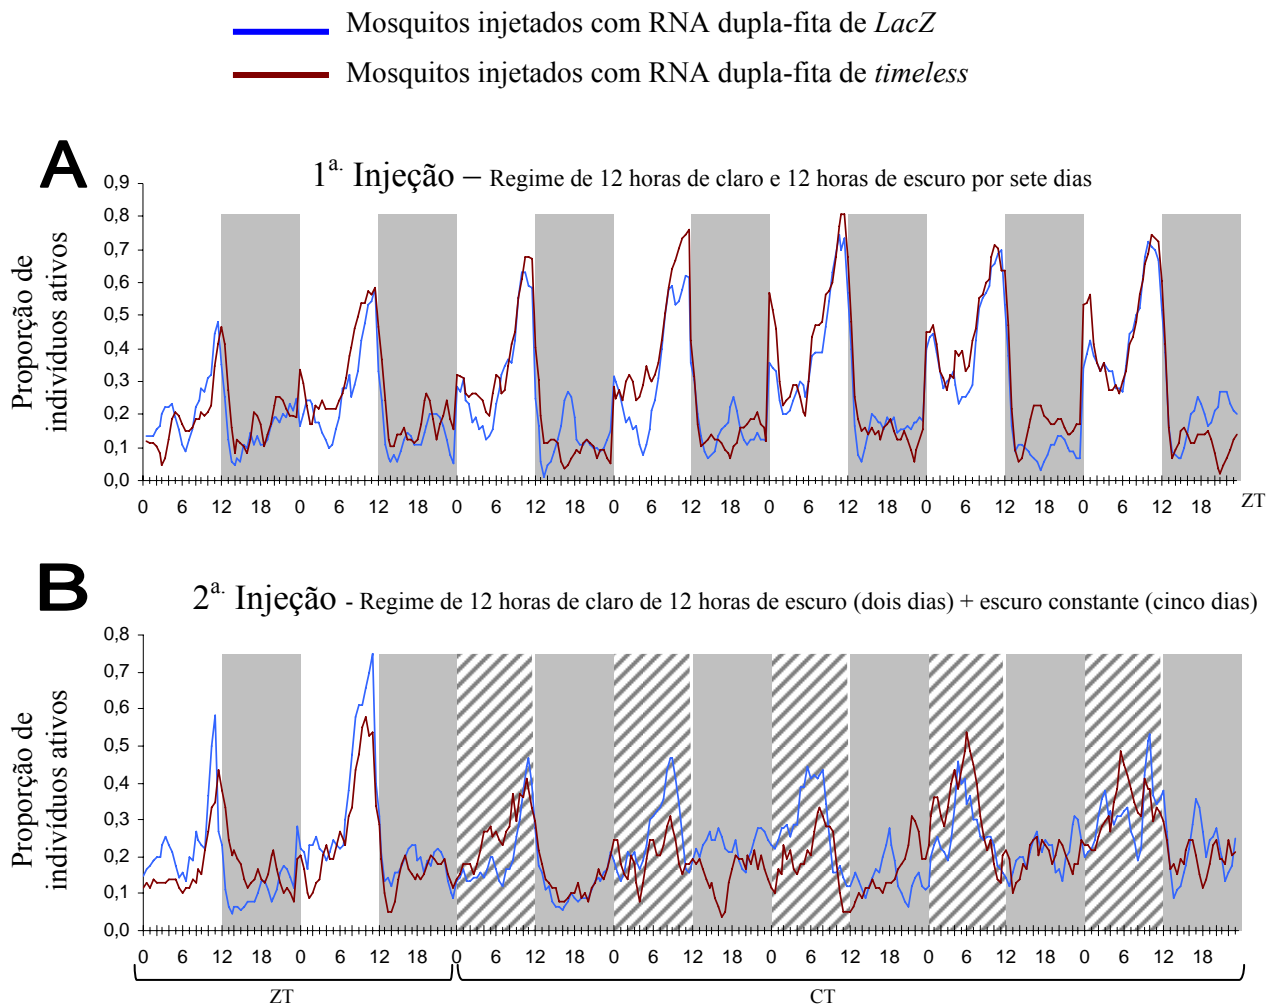 Mosquitos injetados com RNA dupla-fita de LacZ
Mosquitos injetados com RNA dupla-fita de timeless
A
1ª. Injeção – Regime de 12 horas de claro e 12 horas de escuro por sete dias
Proporção de
indivíduos ativos
0,9
0,8
0,7
0,6
0,5
0,4
0,3
0,2
0,1
0,0
0 6 12 18 0 6 12 18 0 6 12 18 0 6 12 18 0 6 12 18 0 6 12 18 0 6 12 18 ZT
B
2ª. Injeção - Regime de 12 horas de claro de 12 horas de escuro (dois dias) + escuro constante (cinco dias)
Proporção de
indivíduos ativos
0,8
0,7
0,6
0,5
0,4
0,3
0,2
0,1
0,0
0 6 12 18 0 6 12 18 0 6 12 18 0 6 12 18 0 6 12 18 0 6 12 18 0 6 12 18
ZT CT